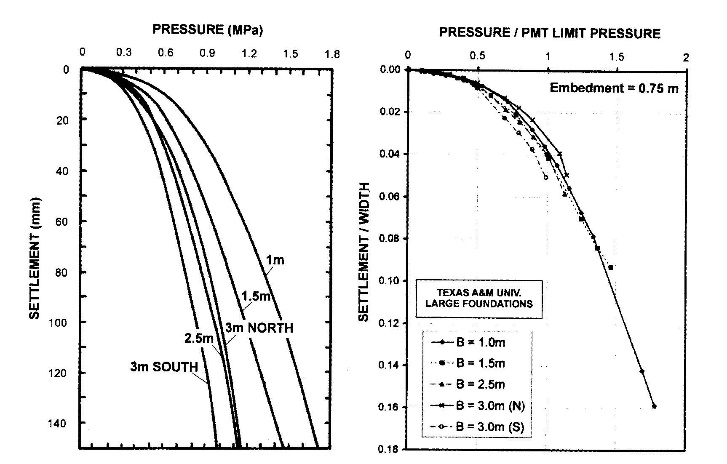 PRESSURE (MPa)
0 0.3 0.6 0.9 1.2 1.5 1.8
0
20
40
60
80
100
120
140
SETTLEMENT (mm)
1m
1.5m
3m NORTH
2.5m
3m SOUTH
PRESSURE / PMT LIMIT PRESSURE
0 0.5 1.0 1.5 2
0.00
0.02
0.04
0.06
0.08
0.10
0.12
0.14
0.16
SETTLEMENT / WIDTH
Embedment = 0.75 m
TEXAS A&M UNIV.
LARGE FOUNDATIONS
B = 1.0m
B = 1.5m
B = 2.5m
B = 3.0m (N)
B = 3.0m (S)